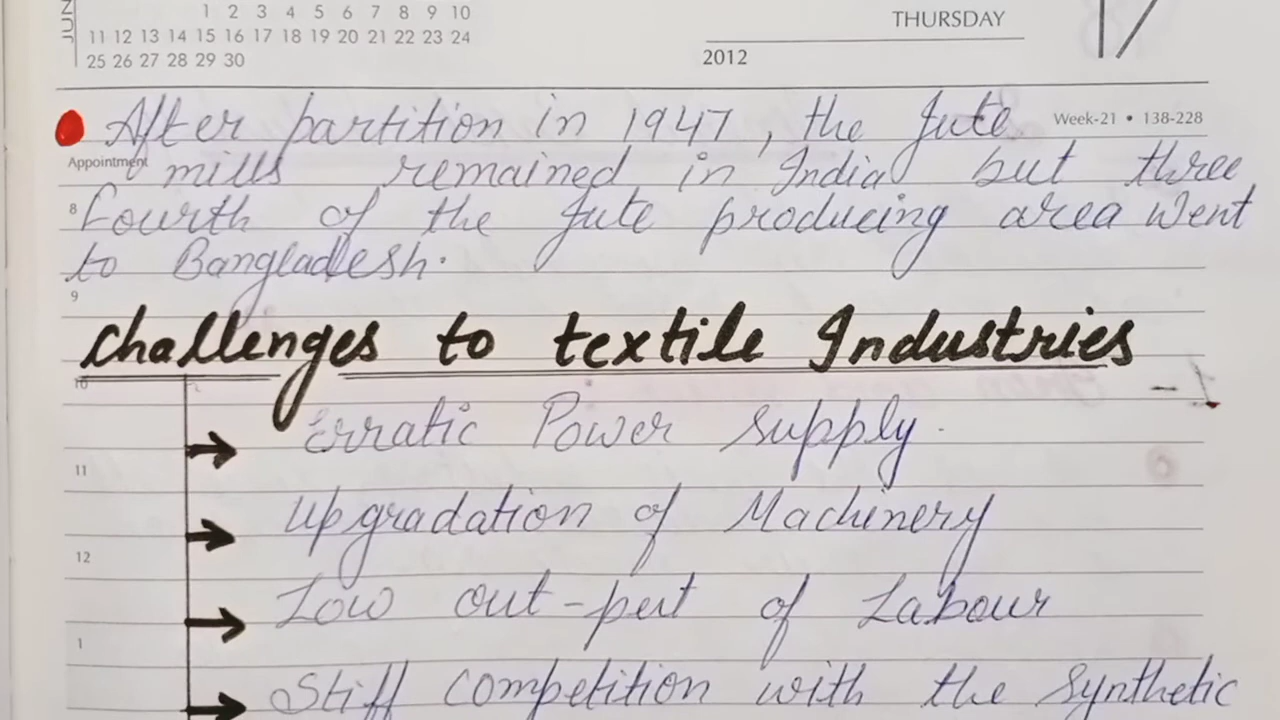 JUN
1 2 3 4 5 6 7 8 9 10
11 12 13 14 15 16 17 18 19 20 21 22 23 24
25 26 27 28 29 30
THURSDAY
17
2012
Week-21 • 138-228
After partition in 1947, the Jute
Appointment
mills remained in India but three
8
fourth of the Jute producing area went
to Bangladesh.
9
Challenges to textile Industries
10
→ Erratic Power supply.
11
→ Upgradation of Machinery
12
→ Low out-put of Labour
1
→ Stiff competition with the Synthetic